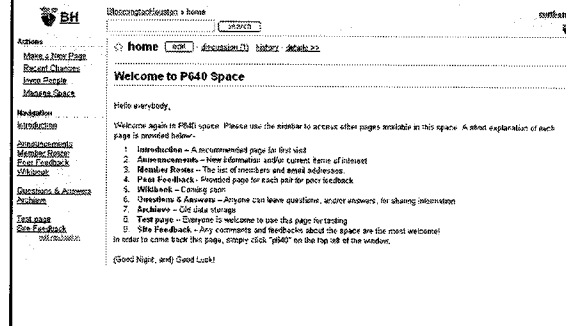 BH
home
search
home edit discussion (1) history details >>
Actions
Make a New Page
Recent Changes
Invite People
Manage Space
Navigation
Introduction
Announcements
Member Roster
Peer Feedback
Wikibook
Questions & Answers
Archieve
Test page
Site Feedback
Welcome to P640 Space
Hello everybody,
Welcome again to P640 space. Please use the sidebar to access other pages available in this space. A short explanation of each
page is provided below-
1. Introduction – A recommended page for first visit
2. Announcements – New information and/or current items of interest
3. Member Roster – The list of members and email addresses.
4. Peer Feedback - Provided page for each pair for peer feedback
5. Wikibook – Coming soon
6. Questions & Answers – Anyone can leave questions, and/or answers, for sharing information
7. Archieve – Old data storage
8. Test page – Everyone is welcome to use this page for testing
9. Site Feedback – Any comments and feedbacks about the space are the most welcome!
In order to come back this page, simply click "p640" on the top left of the window.
(Good Night, and) Good Luck!